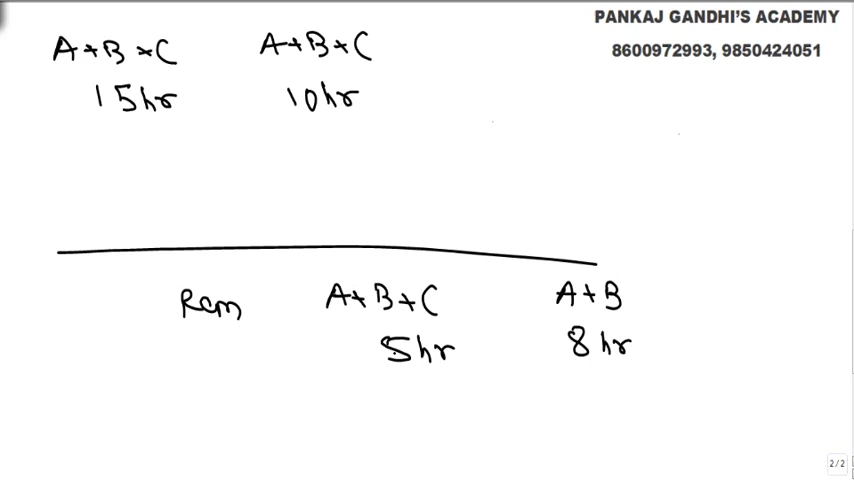 PANKAJ GANDHI'S ACADEMY
8600972993, 9850424051
A+B+C A+B+C
15hr 10hr
Rem A+B+C A+B
5hr 8hr
2/2